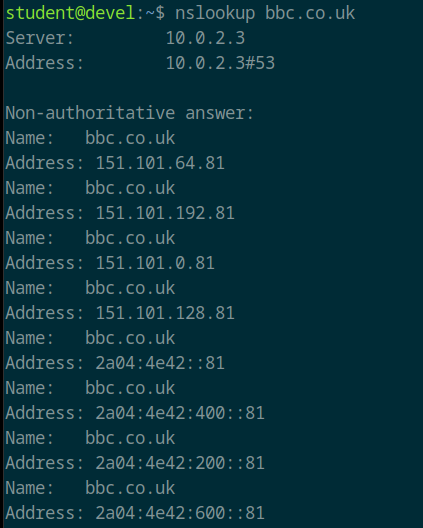 student@devel:~$ nslookup bbc.co.uk
Server:         10.0.2.3
Address:        10.0.2.3#53

Non-authoritative answer:
Name:   bbc.co.uk
Address: 151.101.64.81
Name:   bbc.co.uk
Address: 151.101.192.81
Name:   bbc.co.uk
Address: 151.101.0.81
Name:   bbc.co.uk
Address: 151.101.128.81
Name:   bbc.co.uk
Address: 2a04:4e42::81
Name:   bbc.co.uk
Address: 2a04:4e42:400::81
Name:   bbc.co.uk
Address: 2a04:4e42:200::81
Name:   bbc.co.uk
Address: 2a04:4e42:600::81